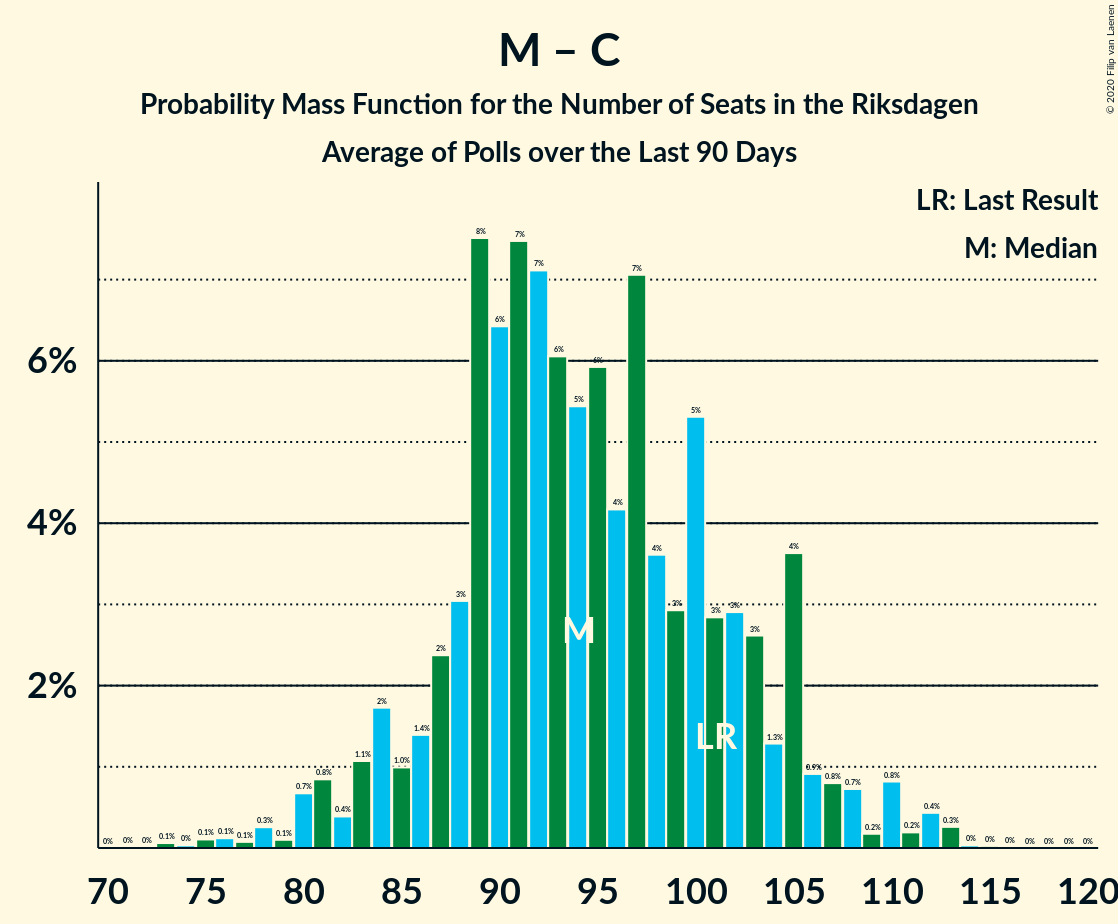 M – C
Probability Mass Function for the Number of Seats in the Riksdagen
Average of Polls over the Last 90 Days
© 2020 Filip van Laenen
LR: Last Result
M: Median
8% 7% 7% 7%
6%
6% 6% 6%
5% 5%
4%
4% 4% 4%
3% 3% 3% 3% 3%
M
2%
2% 2%
LR
1.4% 1.3%
1.1% 1.0%
0.7% 0.8% 0.4% 0.9% 0.8% 0.7% 0.8%
0% 0% 0% 0.1% 0% 0.1% 0.1% 0.1% 0.3% 0.1% 0.2% 0.2% 0.4% 0.3% 0% 0% 0% 0% 0% 0% 0%
70 75 80 85 90 95 100 105 110 115 120